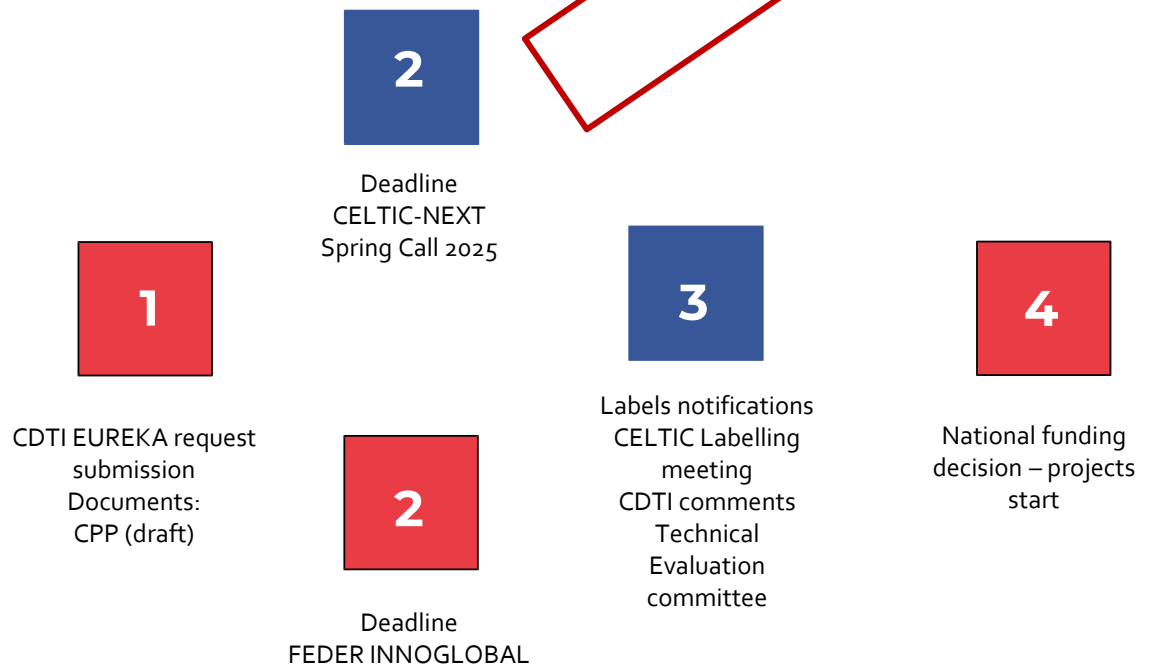 2
Deadline
CELTIC-NEXT
Spring Call 2025
1
CDTI EUREKA request
submission
Documents:
CPP (draft)
2
Deadline
FEDER INNOGLOBAL
3
Labels notifications
CELTIC Labelling
meeting
CDTI comments
Technical
Evaluation
committee
4
National funding
decision – projects
start